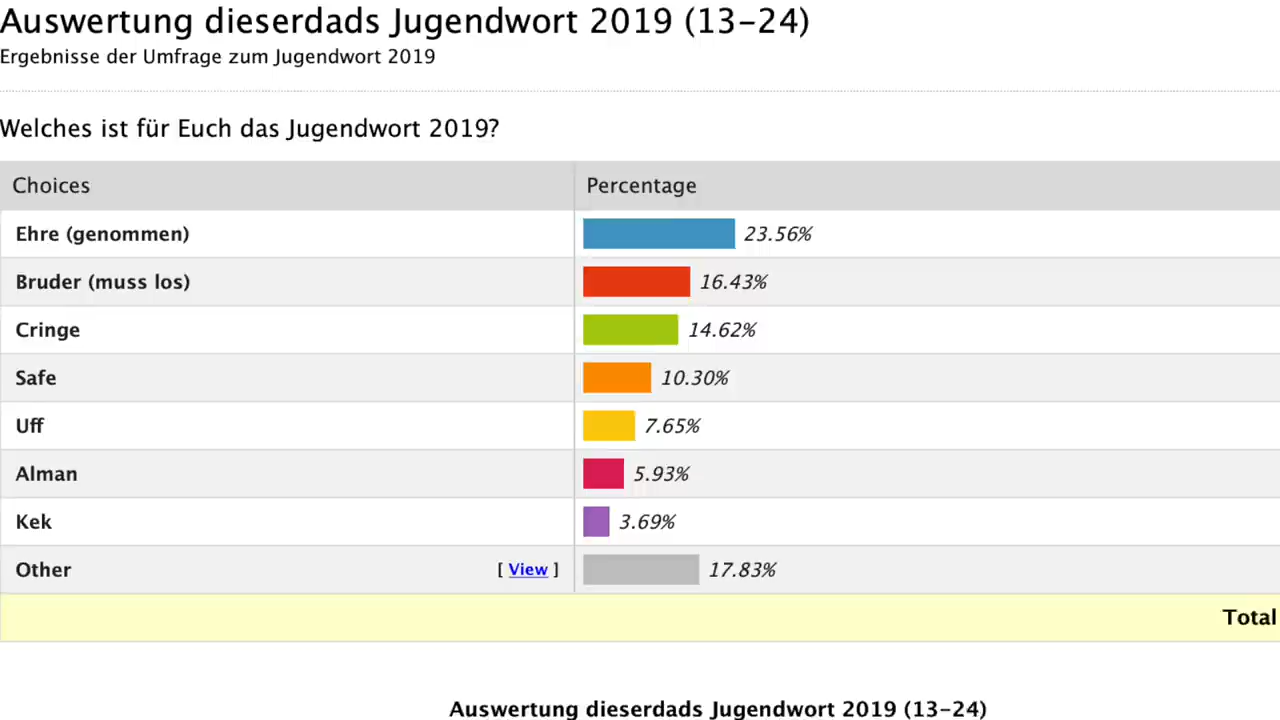 Auswertung dieserdads Jugendwort 2019 (13-24)
Ergebnisse der Umfrage zum Jugendwort 2019
Welches ist für Euch das Jugendwort 2019?
Choices Percentage
Ehre (genommen) 23.56%
Bruder (muss los) 16.43%
Cringe 14.62%
Safe 10.30%
Uff 7.65%
Alman 5.93%
Kek 3.69%
Other [ View ] 17.83%
Total
Auswertung dieserdads Jugendwort 2019 (13-24)